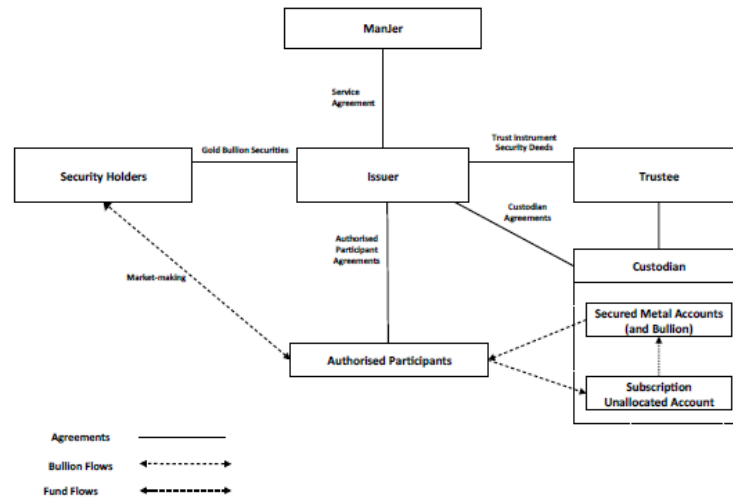 ManJer
Service
Agreement
Gold Bullion Securities
Trust Instrument
Security Deeds
Security Holders
Issuer
Trustee
Custodian
Agreements
Authorised
Participant
Agreements
Custodian
Market-making
Secured Metal Accounts
(and Bullion)
Authorised Participants
Subscription
Unallocated Account
Agreements
Bullion Flows
Fund Flows